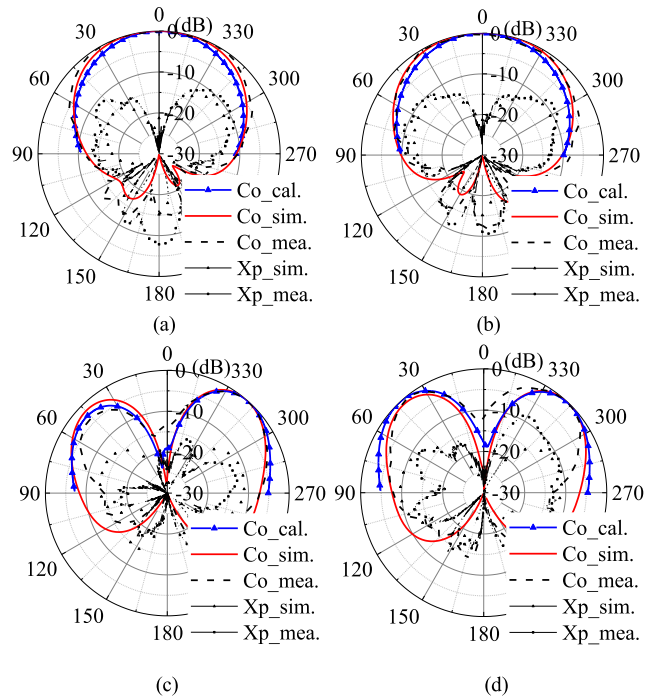 0 (dB)
30 330
0
60 -10 300
-20
90 -30 270
120
150
180
Co_cal.
Co_sim.
Co_mea.
Xp_sim.
Xp_mea.
(a)
0 (dB)
30 330
0
60 -10 300
-20
90 -30 270
120
150
180
Co_cal.
Co_sim.
Co_mea.
Xp_sim.
Xp_mea.
(b)
0 (dB)
30 330
0
60 -10 300
-20
90 -30 270
120
150
180
Co_cal.
Co_sim.
Co_mea.
Xp_sim.
Xp_mea.
(c)
0 (dB)
30 330
0
60 -10 300
-20
90 -30 270
120
150
180
Co_cal.
Co_sim.
Co_mea.
Xp_sim.
Xp_mea.
(d)